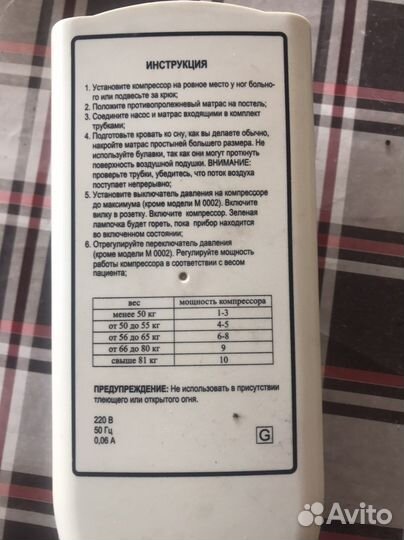 ИНСТРУКЦИЯ
1. Установите компрессор на ровное место у ног больно-
го или подвесьте за крюк;
2. Положите противопролежневый матрас на постель;
3. Соедините насос и матрас входящими в комплект
трубками;
4. Подготовьте кровать ко сну, как вы делаете обычно,
накройте матрас простыней большего размера. Не
используйте булавки, так как они могут проткнуть
поверхность воздушной подушки. ВНИМАНИЕ:
проверьте трубки, убедитесь, что поток воздуха
поступает непрерывно;
5. Установите выключатель давления на компрессоре
до максимума (кроме модели М 0002). Включите
вилку в розетку. Включите компрессор. Зеленая
лампочка будет гореть, пока прибор находится
во включенном состоянии;
6. Отрегулируйте переключатель давления
(кроме модели М 0002). Регулируйте мощность
работы компрессора в соответствии с весом
пациента;
вес мощность компрессора
менее 50 кг 1-3
от 50 до 55 кг 4-5
от 56 до 65 кг 6-8
от 66 до 80 кг 9
свыше 81 кг 10
ПРЕДУПРЕЖДЕНИЕ: Не использовать в присутствии
тлеющего или открытого огня.
220 В
50 Гц
0,06 А
G
Avito